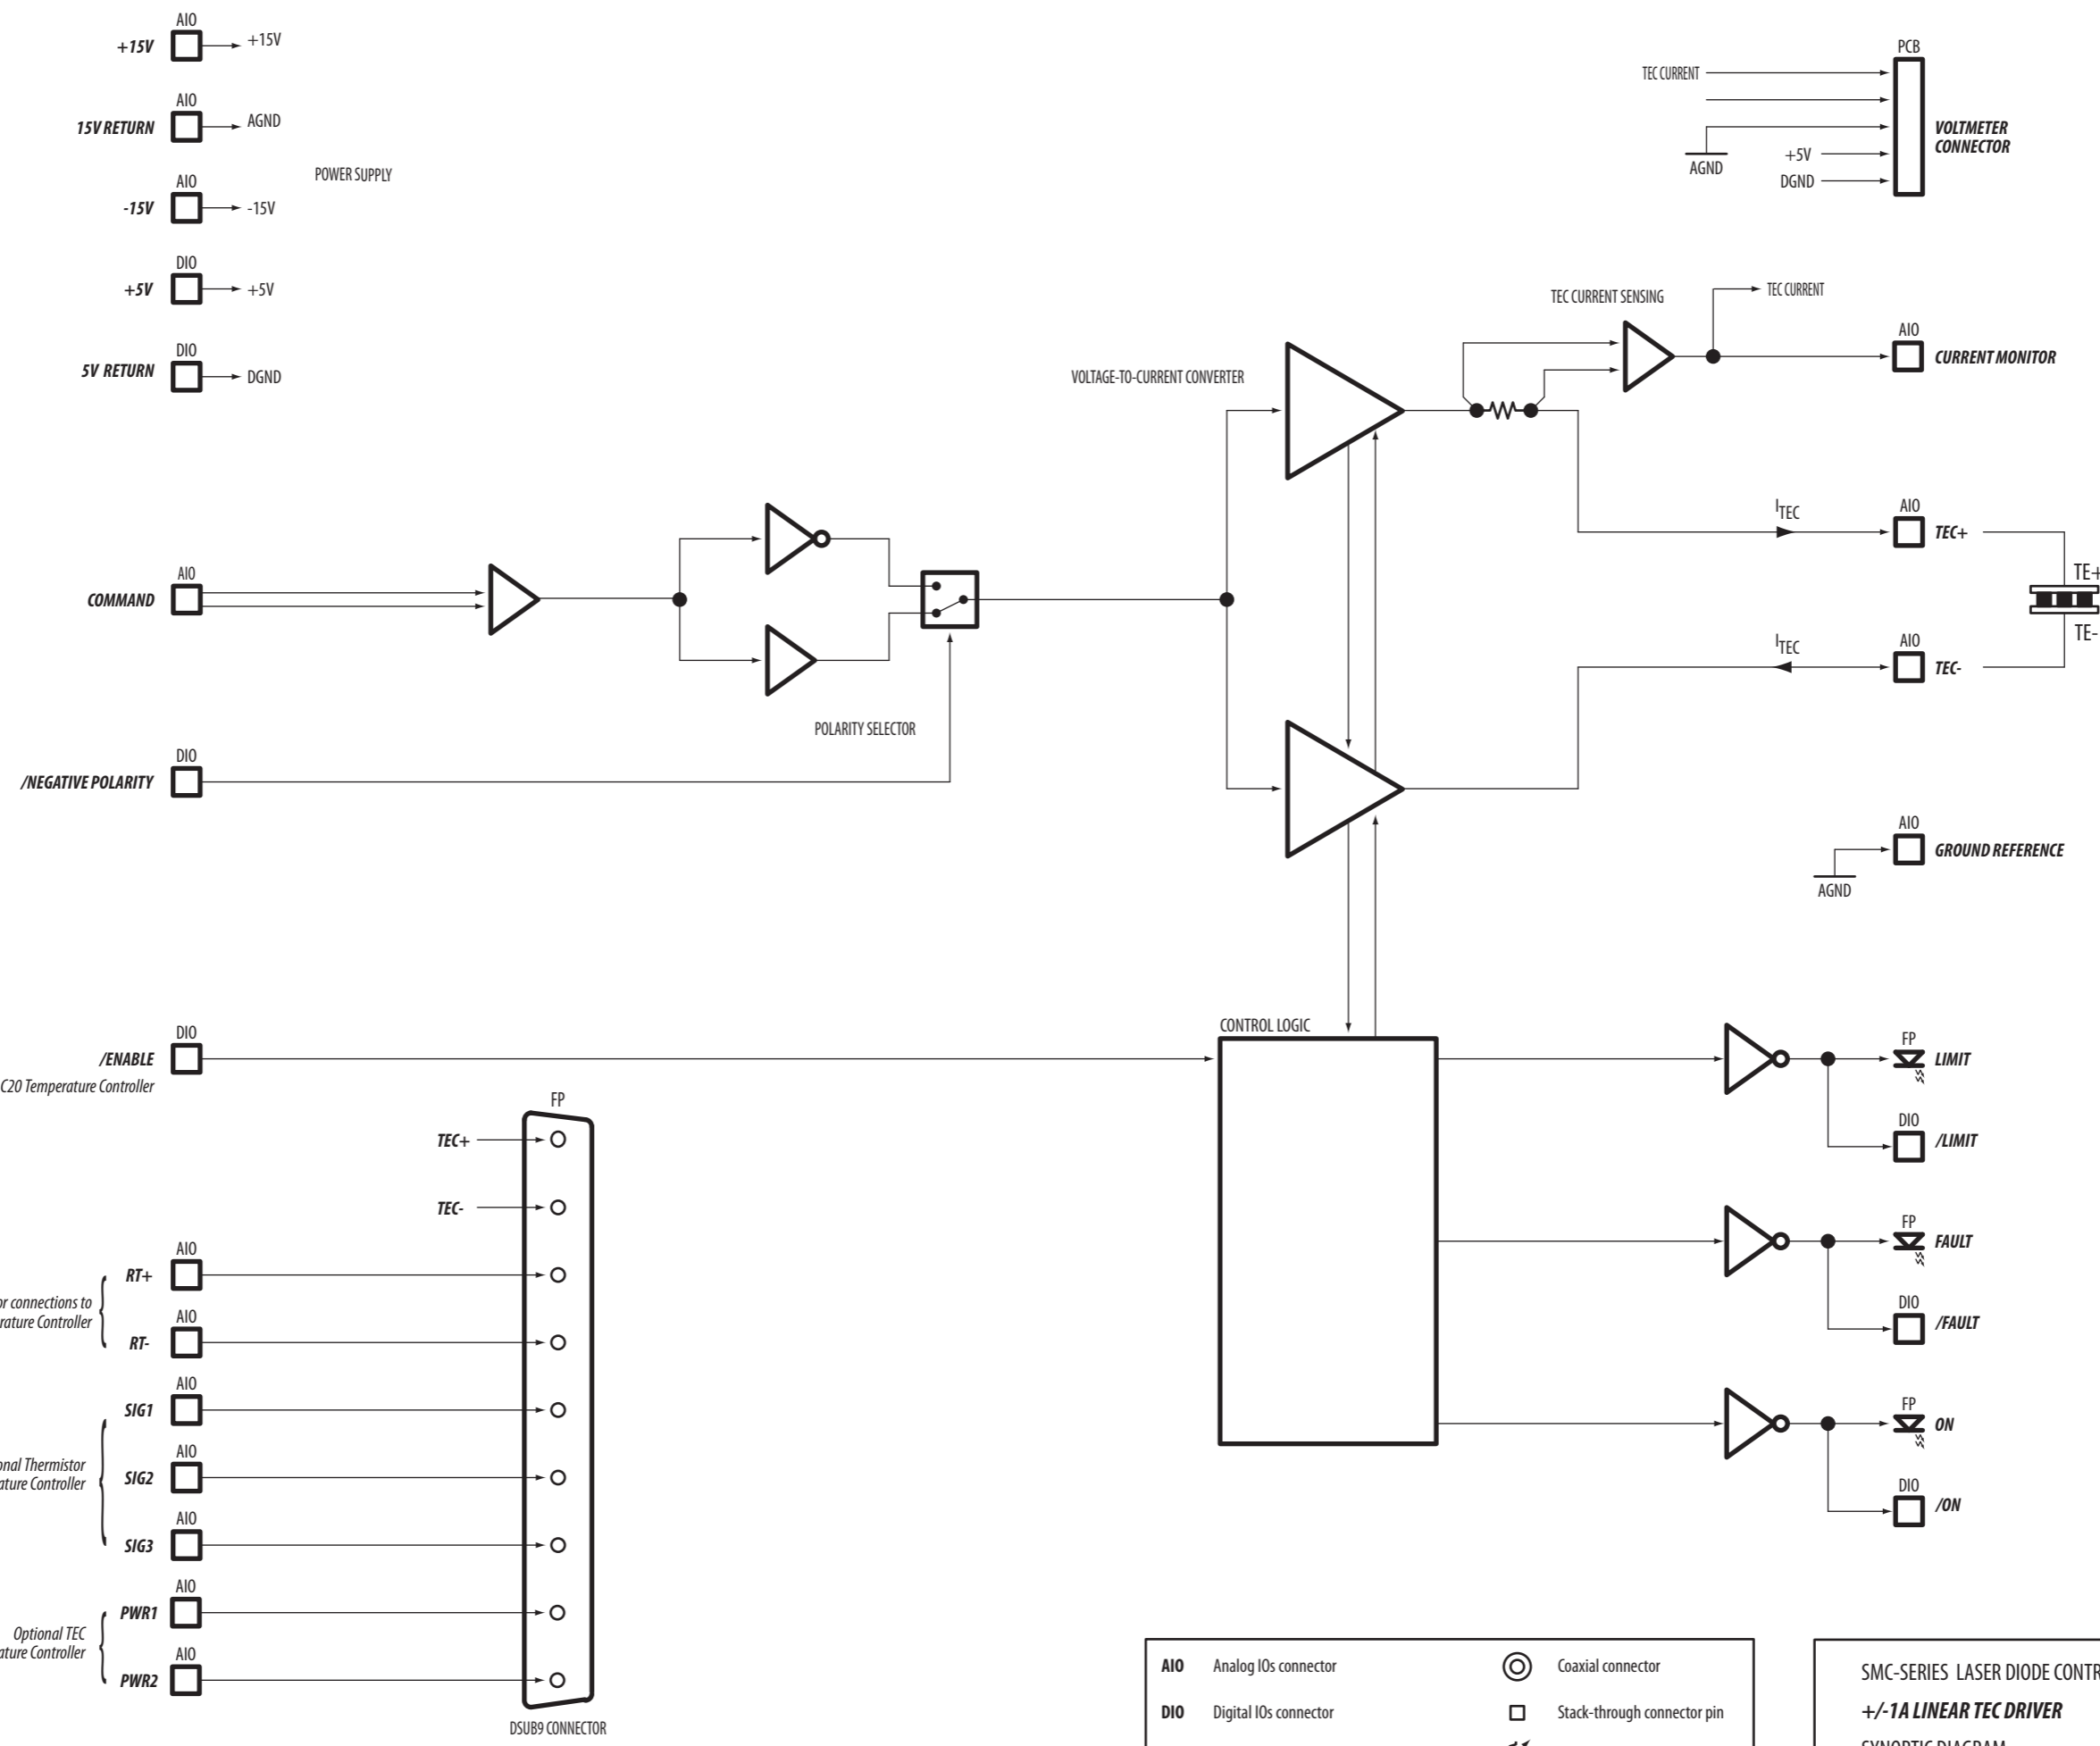 AIO
+15V
+15V
AIO
15V RETURN
AGND
POWER SUPPLY
AIO
-15V
-15V
DIO
+5V
+5V
DIO
5V RETURN
DGND
PCB
TEC CURRENT
VOLTMETER
CONNECTOR
AGND
+5V
DGND
TEC CURRENT SENSING
TEC CURRENT
AIO
CURRENT MONITOR
VOLTAGE-TO-CURRENT CONVERTER
AIO
COMMAND
POLARITY SELECTOR
DIO
/NEGATIVE POLARITY
ITEC
AIO
TEC+
TE+
TE-
ITEC
AIO
TEC-
AIO
GROUND REFERENCE
AGND
DIO
/ENABLE
C20 Temperature Controller
CONTROL LOGIC
FP
LIMIT
DIO
/LIMIT
FP
FAULT
DIO
/FAULT
FP
ON
DIO
/ON
FP
TEC+
TEC-
AIO
RT+
connections to
Controller
AIO
RT-
AIO
SIG1
AIO
SIG2
Thermistor
Controller
AIO
SIG3
AIO
PWR1
Optional TEC
Controller
AIO
PWR2
DSUB9 CONNECTOR
AIO Analog IOs connector
Coaxial connector
DIO Digital IOs connector
Stack-through connector pin
SMC-SERIES LASER DIODE
+/-1A LINEAR TEC DRIVER
SYNOPTIC DIAGRAM